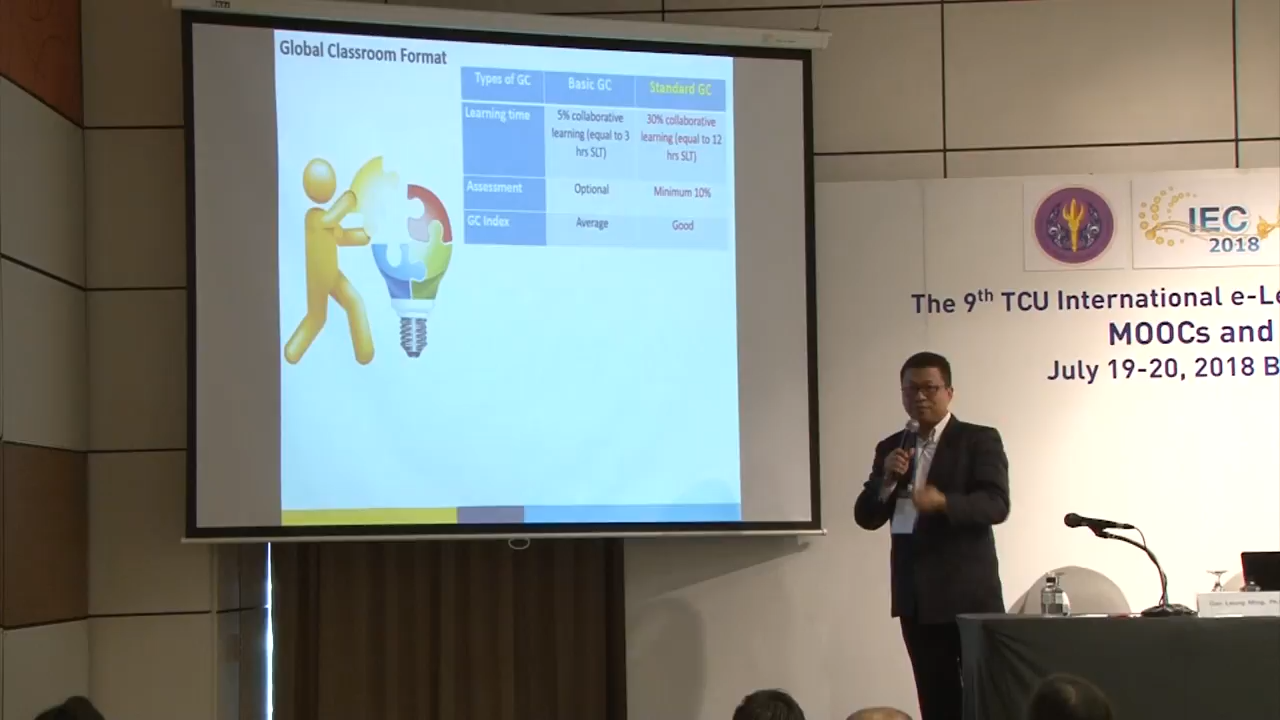 Global Classroom Format
Types of GC
Basic GC
Standard GC
Learning time
5% collaborative
learning (equal to 3
hrs SLT)
30% collaborative
learning (equal to 12
hrs SLT)
Assessment
Optional
Minimum 10%
GC Index
Average
Good
IEC
2018
The 9th TCU International e-Le
MOOCs and
July 19-20, 2018 B